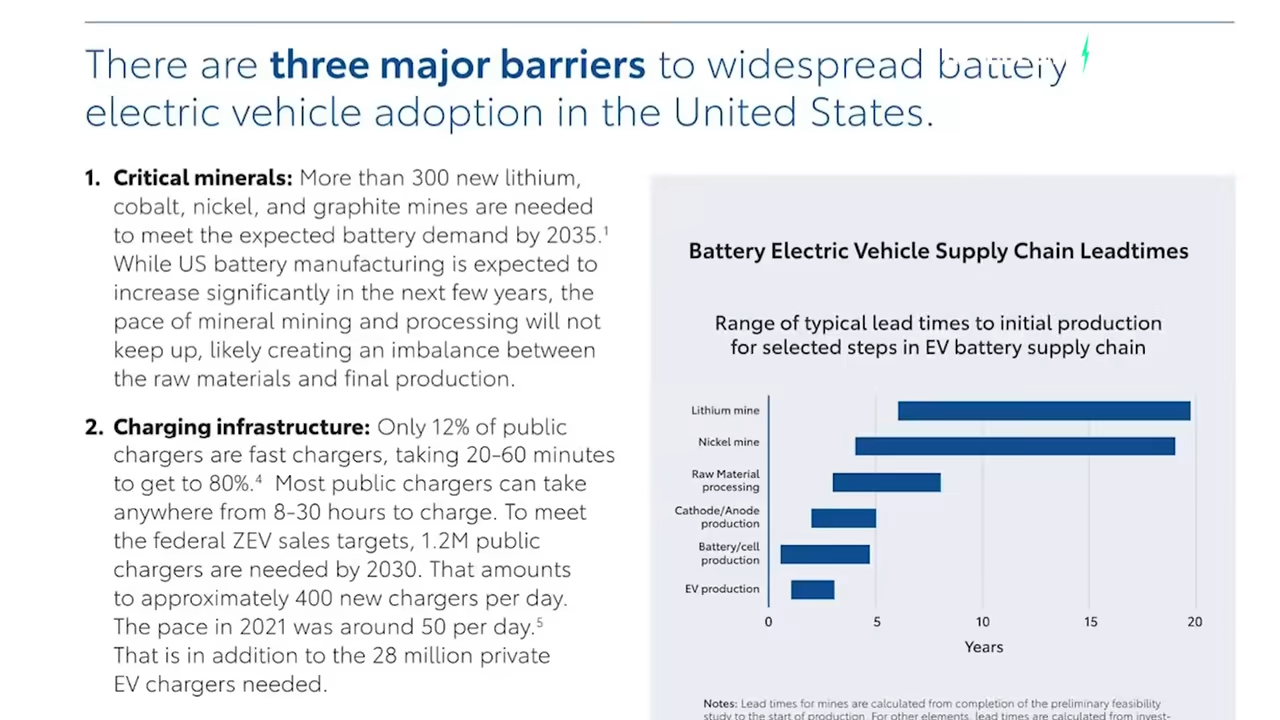 There are three major barriers to widespread battery
electric vehicle adoption in the United States.
1. Critical minerals: More than 300 new lithium,
cobalt, nickel, and graphite mines are needed
to meet the expected battery demand by 2035.¹
While US battery manufacturing is expected to
increase significantly in the next few years, the
pace of mineral mining and processing will not
keep up, likely creating an imbalance between
the raw materials and final production.
2. Charging infrastructure: Only 12% of public
chargers are fast chargers, taking 20-60 minutes
to get to 80%.⁴ Most public chargers can take
anywhere from 8-30 hours to charge. To meet
the federal ZEV sales targets, 1.2M public
chargers are needed by 2030. That amounts
to approximately 400 new chargers per day.
The pace in 2021 was around 50 per day.⁵
That is in addition to the 28 million private
EV chargers needed.
Battery Electric Vehicle Supply Chain Leadtimes
Range of typical lead times to initial production
for selected steps in EV battery supply chain
Lithium mine
Nickel mine
Raw Material
processing
Cathode/Anode
production
Battery/cell
production
EV production
0 5 10 15 20
Years
Notes: Lead times for mines are calculated from completion of the preliminary feasibility
study to the start of production. For other elements, lead times are calculated from invest-